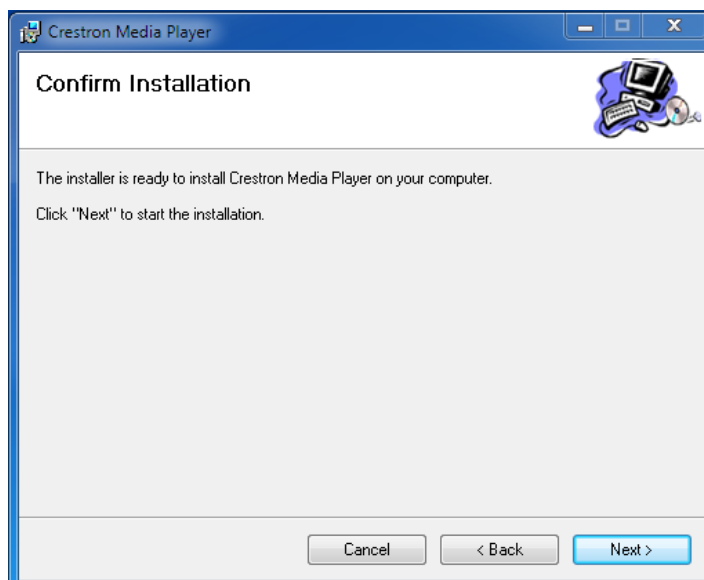 Crestron Media Player
Confirm Installation
The installer is ready to install Crestron Media Player on your computer.
Click "Next" to start the installation.
Cancel
< Back
Next >